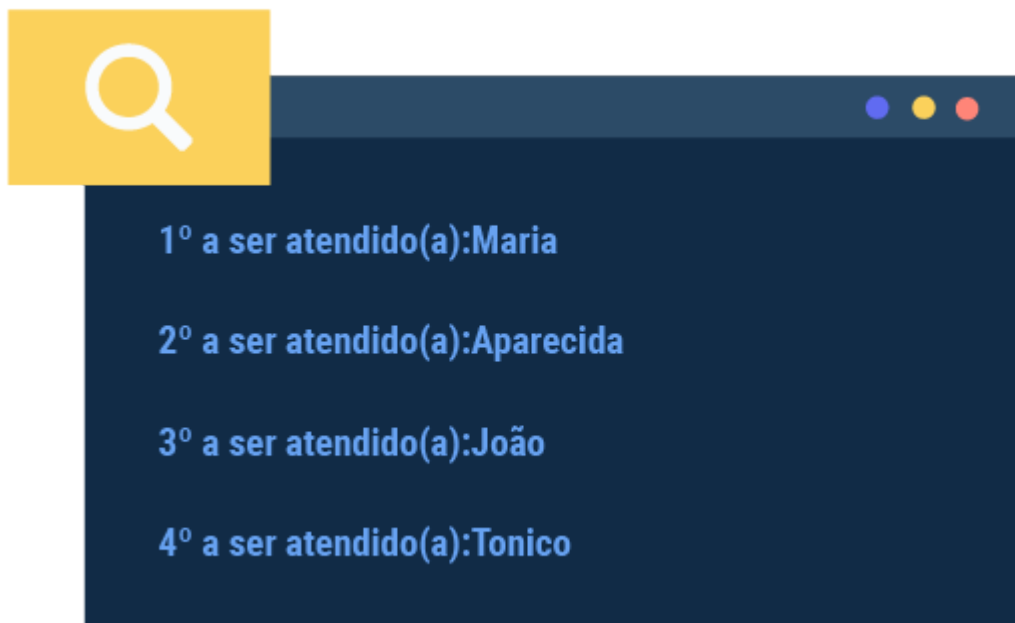 1º a ser atendido(a):Maria
2º a ser atendido(a):Aparecida
3º a ser atendido(a):João
4º a ser atendido(a):Tonico